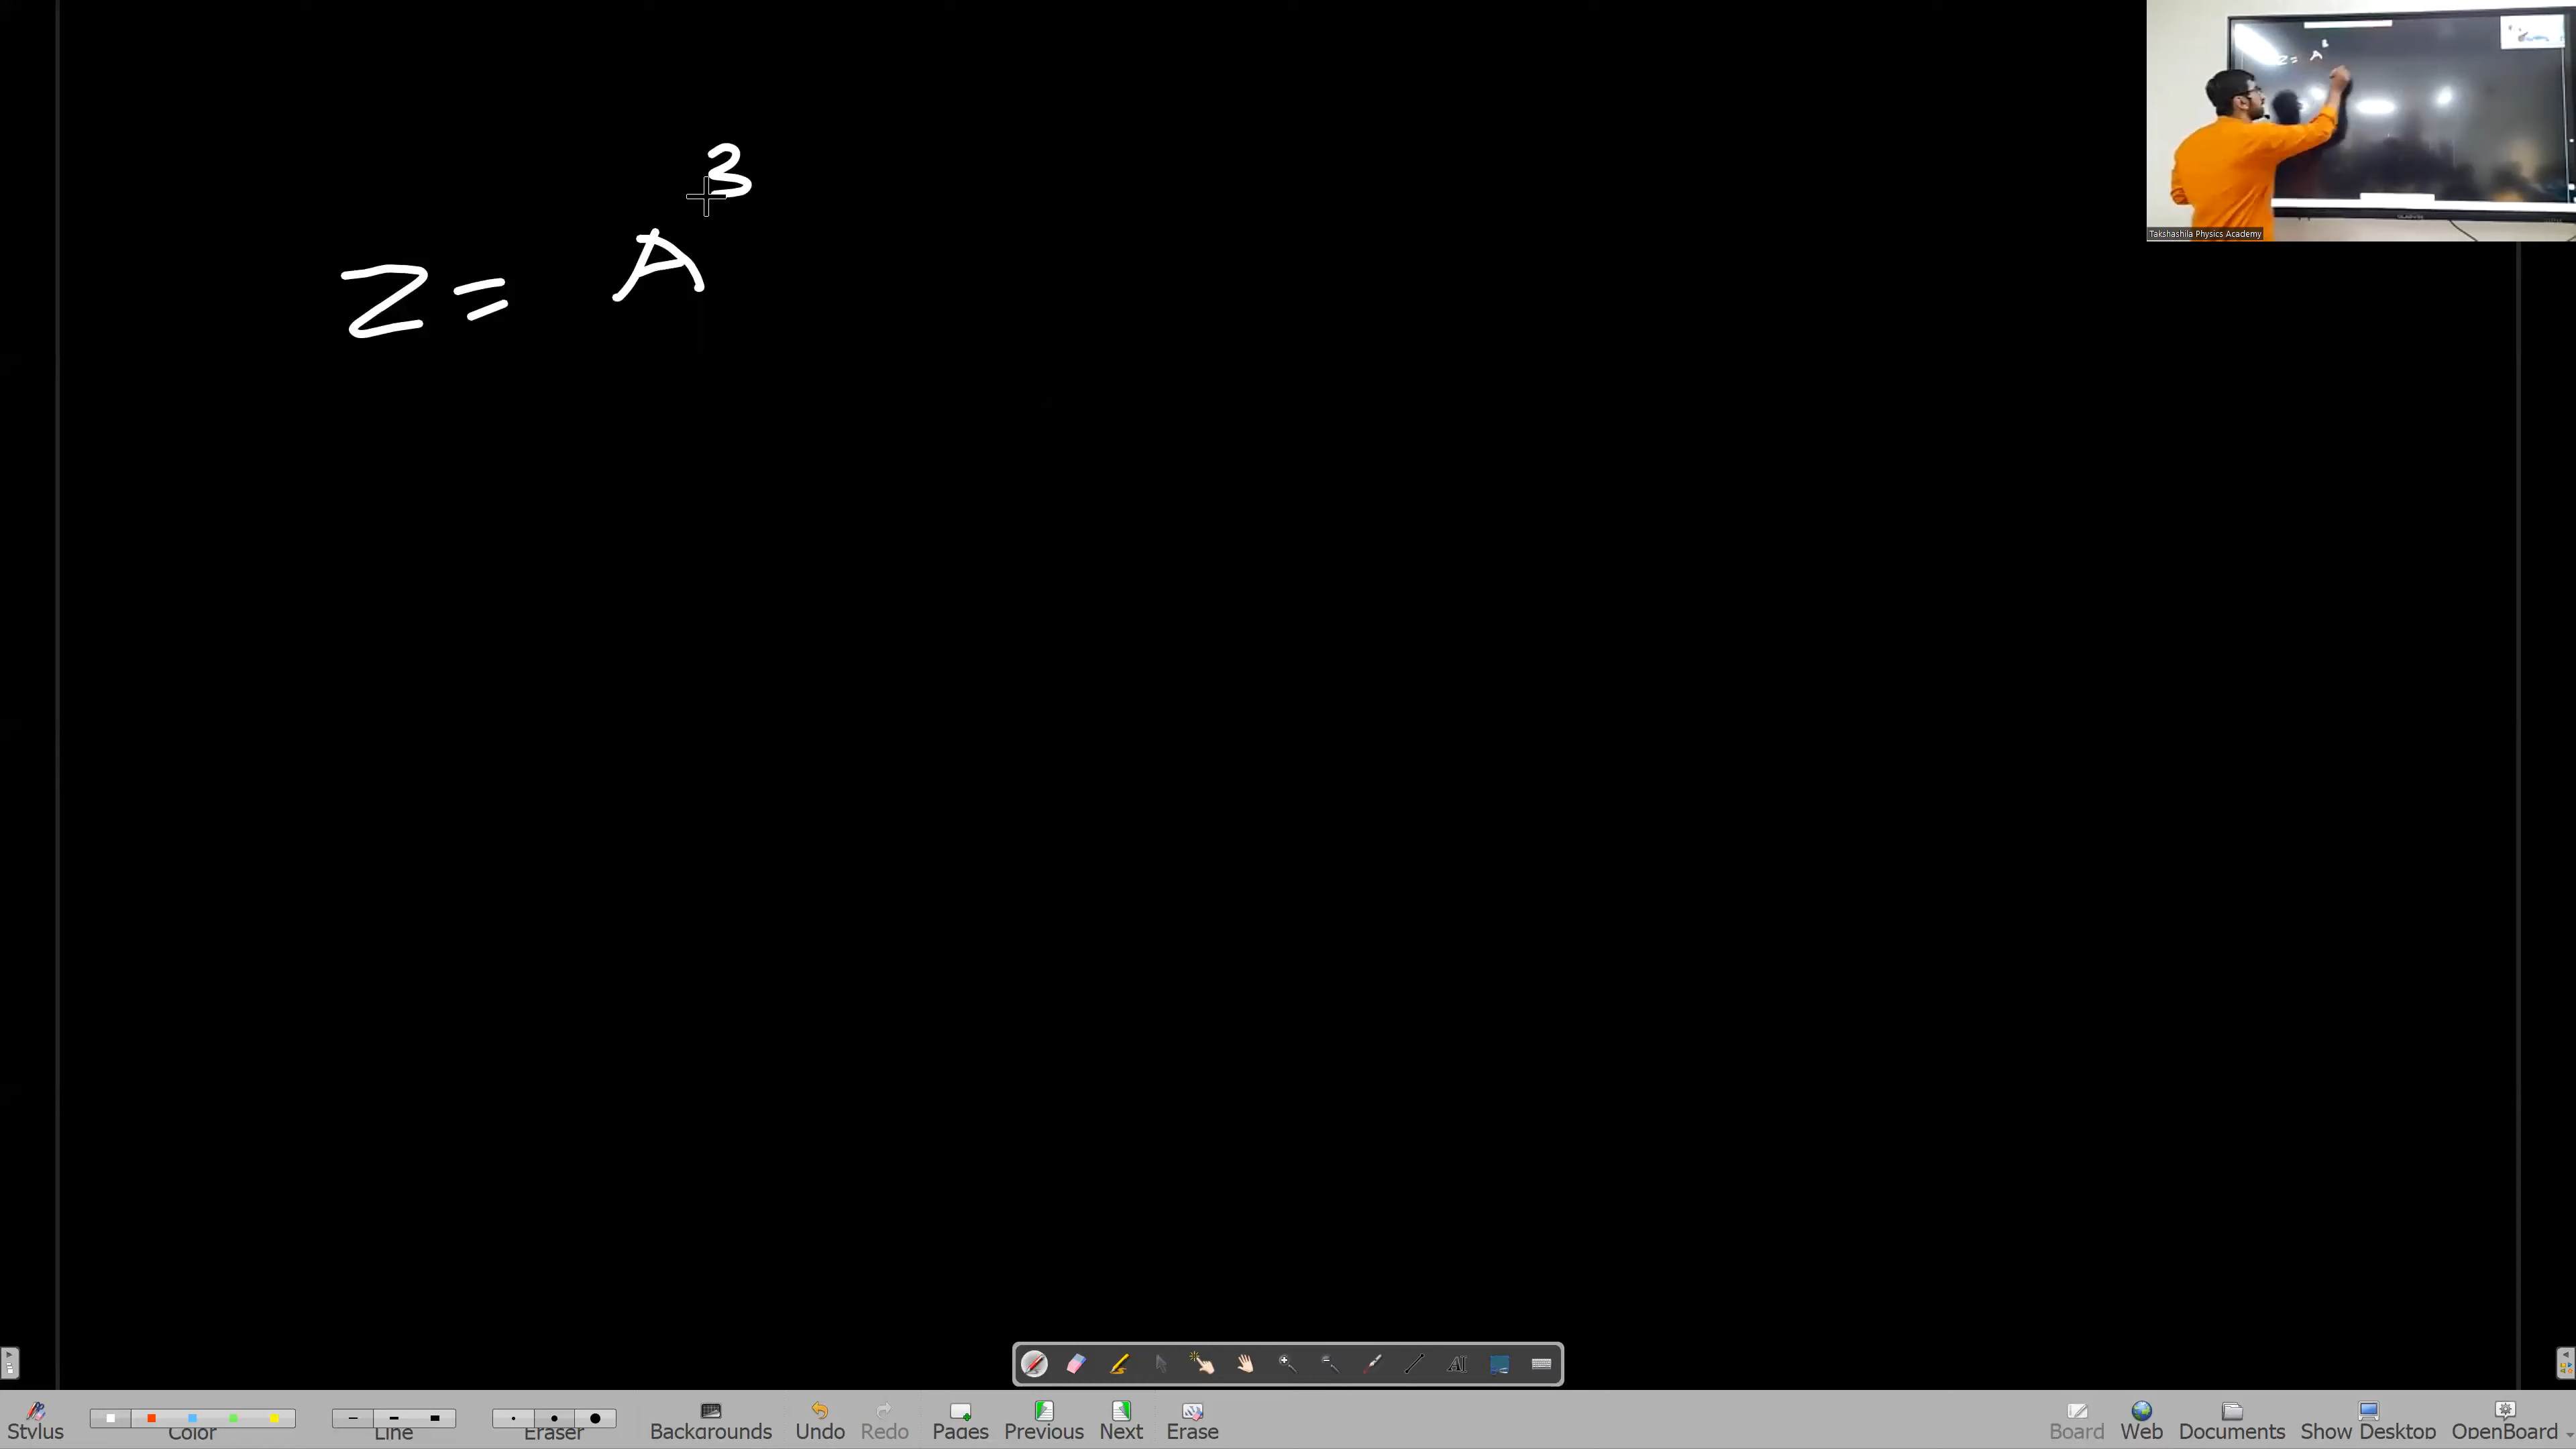 Z = A³
Takshashila Physics Academy
Stylus Color Line Eraser Backgrounds Undo Redo Pages Previous Next Erase Board Web Documents Show Desktop OpenBoard